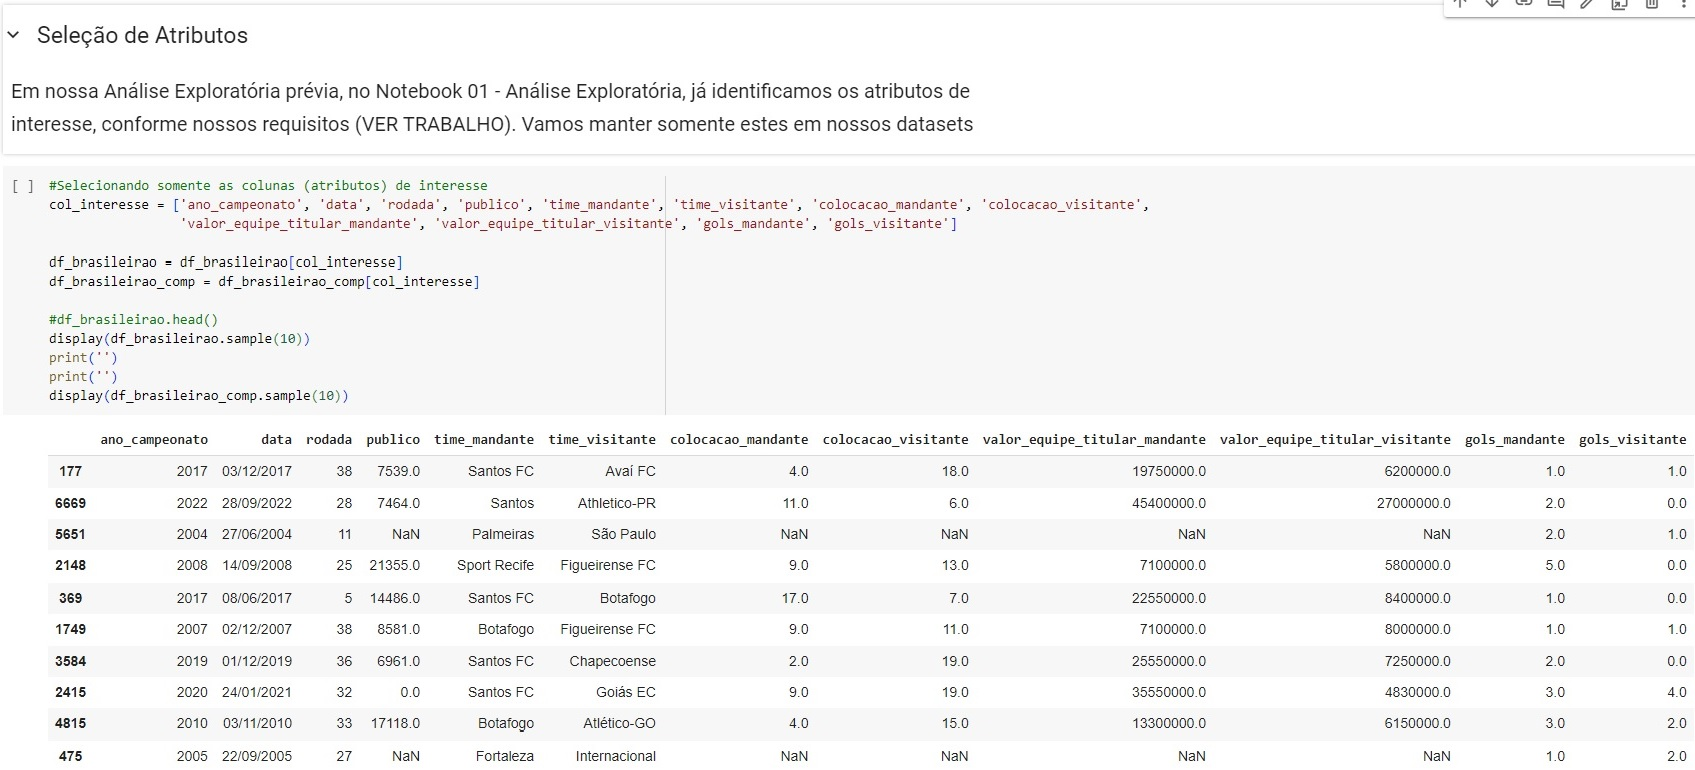 Seleção de Atributos
Em nossa Análise Exploratória prévia, no Notebook 01 - Análise Exploratória, já identificamos os atributos de
interesse, conforme nossos requisitos (VER TRABALHO). Vamos manter somente estes em nossos datasets
[ ] #Selecionando somente as colunas (atributos) de interesse
col_interesse = ['ano_campeonato', 'data', 'rodada', 'publico', 'time_mandante', 'time_visitante', 'colocacao_mandante', 'colocacao_visitante',
'valor_equipe_titular_mandante', 'valor_equipe_titular_visitante', 'gols_mandante', 'gols_visitante']
df_brasileirao = df_brasileirao[col_interesse]
df_brasileirao_comp = df_brasileirao_comp[col_interesse]
#df_brasileirao.head()
display(df_brasileirao.sample(10))
print('')
print('')
display(df_brasileirao_comp.sample(10))
ano_campeonato data rodada publico time_mandante time_visitante colocacao_mandante colocacao_visitante valor_equipe_titular_mandante valor_equipe_titular_visitante gols_mandante gols_visitante
177 2017 03/12/2017 38 7539.0 Santos FC Avaí FC 4.0 18.0 19750000.0 6200000.0 1.0 1.0
6669 2022 28/09/2022 28 7464.0 Santos Athletico-PR 11.0 6.0 45400000.0 27000000.0 2.0 0.0
5651 2004 27/06/2004 11 NaN Palmeiras São Paulo NaN NaN NaN NaN 2.0 1.0
2148 2008 14/09/2008 25 21355.0 Sport Recife Figueirense FC 9.0 13.0 7100000.0 5800000.0 5.0 0.0
369 2017 08/06/2017 5 14486.0 Santos FC Botafogo 17.0 7.0 22550000.0 8400000.0 1.0 0.0
1749 2007 02/12/2007 38 8581.0 Botafogo Figueirense FC 9.0 11.0 7100000.0 8000000.0 1.0 1.0
3584 2019 01/12/2019 36 6961.0 Santos FC Chapecoense 2.0 19.0 25550000.0 7250000.0 2.0 0.0
2415 2020 24/01/2021 32 0.0 Santos FC Goiás EC 9.0 19.0 35550000.0 4830000.0 3.0 4.0
4815 2010 03/11/2010 33 17118.0 Botafogo Atlético-GO 4.0 15.0 13300000.0 6150000.0 3.0 2.0
475 2005 22/09/2005 27 NaN Fortaleza Internacional NaN NaN NaN NaN 1.0 2.0